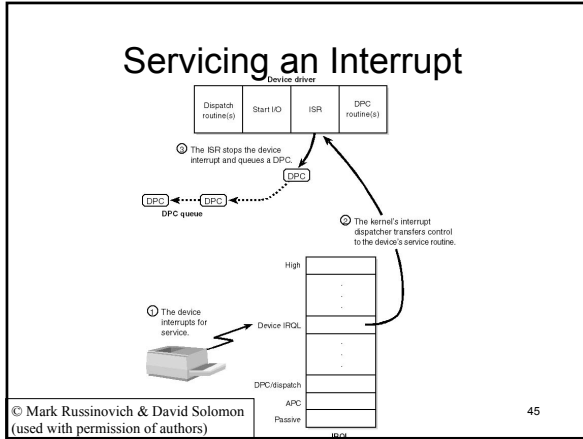 Servicing an Interrupt
Device driver
Dispatch
routine(s)
Start I/O
ISR
DPC
routine(s)
3 The ISR stops the device
interrupt and queues a DPC.
DPC
DPC
DPC
DPC queue
2 The kernel's interrupt
dispatcher transfers control
to the device's service routine.
High
1 The device
interrupts for
service.
Device IRQL
DPC/dispatch
APC
Passive
IRQL
© Mark Russinovich & David Solomon
(used with permission of authors)
45